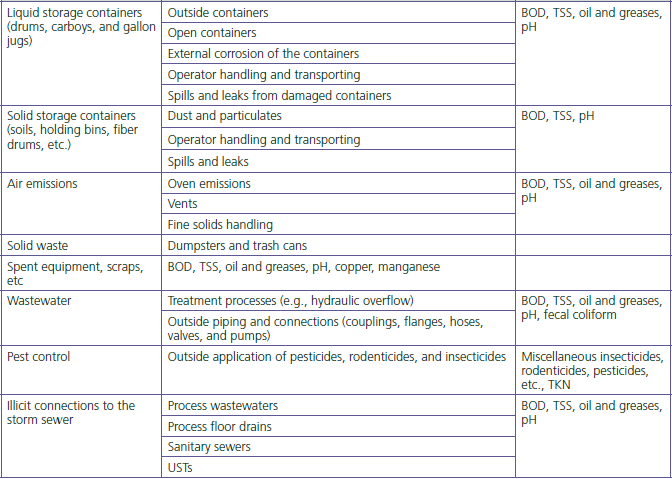 Liquid storage containers
(drums, carboys, and gallon
jugs)
Outside containers
Open containers
External corrosion of the containers
Operator handling and transporting
Spills and leaks from damaged containers
BOD, TSS, oil and greases,
pH
Solid storage containers
(soils, holding bins, fiber
drums, etc.)
Dust and particulates
Operator handling and transporting
Spills and leaks
BOD, TSS, pH
Air emissions
Oven emissions
Vents
Fine solids handling
BOD, TSS, oil and greases,
pH
Solid waste
Dumpsters and trash cans
Spent equipment, scraps,
etc
BOD, TSS, oil and greases, pH, copper, manganese
Wastewater
Treatment processes (e.g., hydraulic overflow)
Outside piping and connections (couplings, flanges, hoses,
valves, and pumps)
BOD, TSS, oil and greases,
pH, fecal coliform
Pest control
Outside application of pesticides, rodenticides, and insecticides
Miscellaneous insecticides,
rodenticides, pesticides,
etc., TKN
Illicit connections to the
storm sewer
Process wastewaters
Process floor drains
Sanitary sewers
USTs
BOD, TSS, oil and greases,
pH